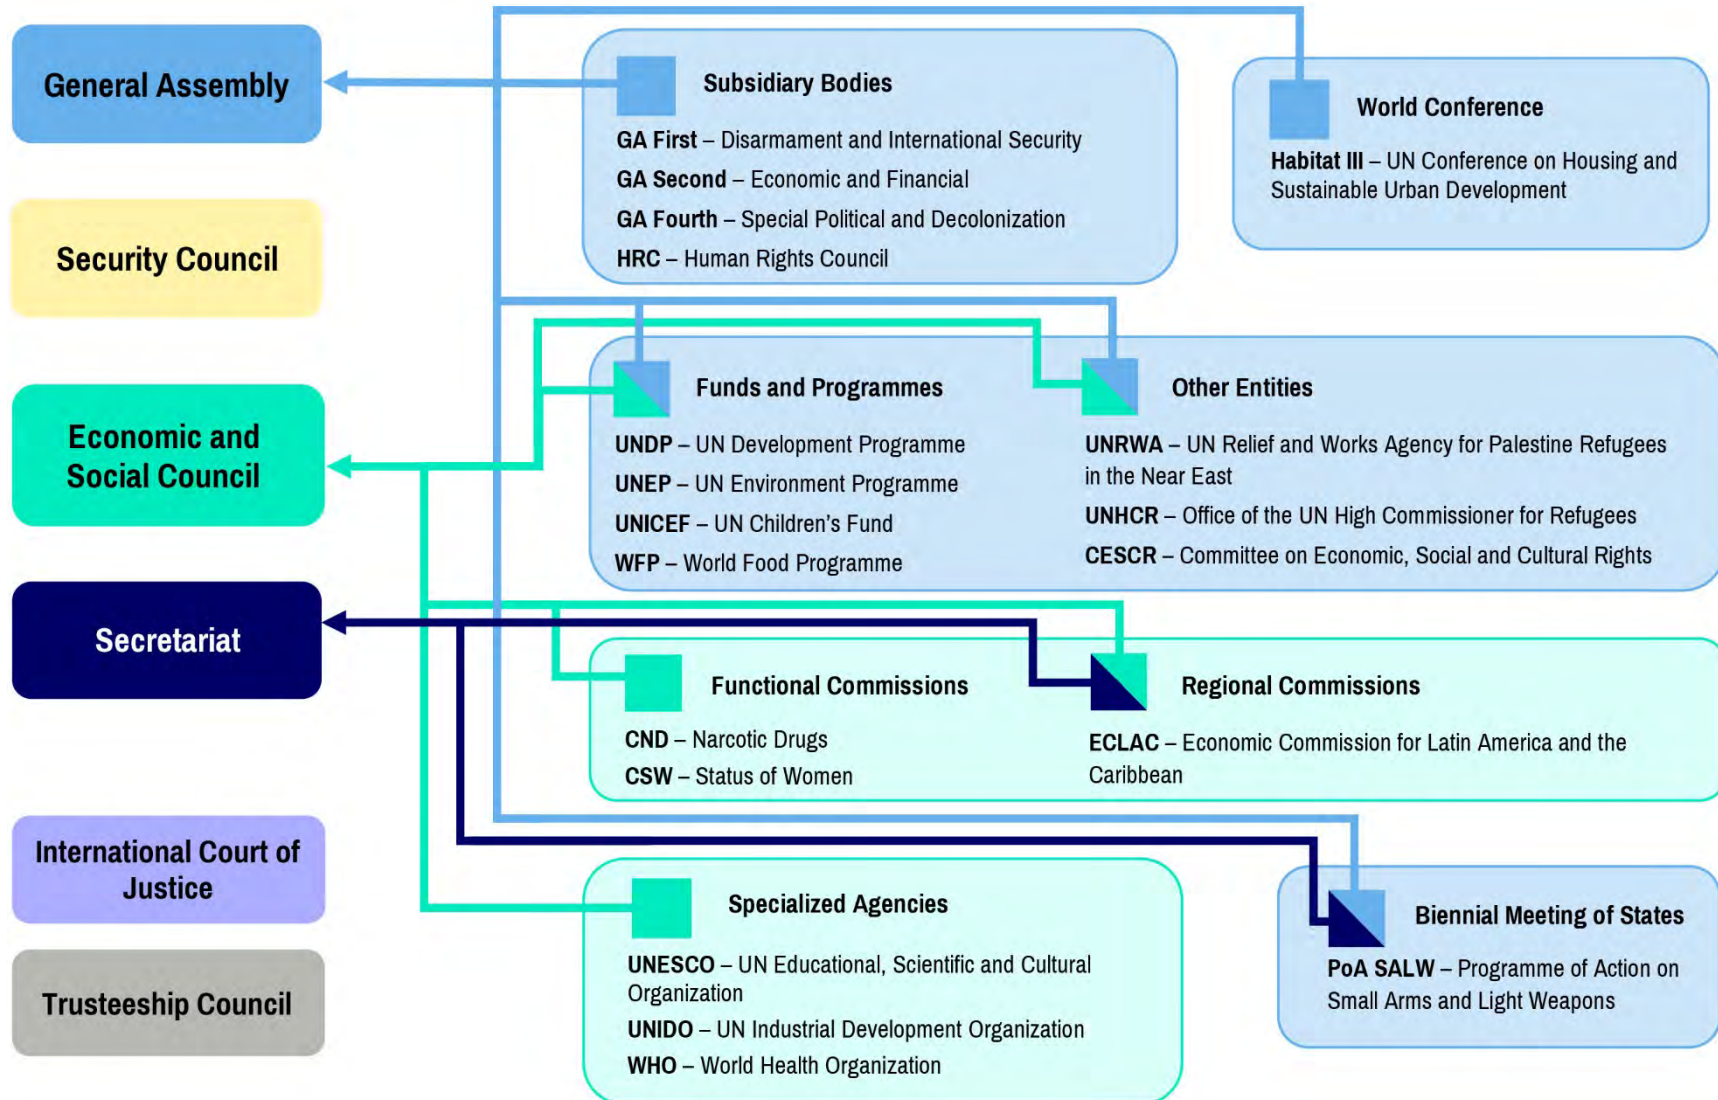 General Assembly
Security Council
Economic and
Social Council
Secretariat
International Court of
Justice
Trusteeship Council
Subsidiary Bodies
GA First – Disarmament and International Security
GA Second – Economic and Financial
GA Fourth – Special Political and Decolonization
HRC – Human Rights Council
World Conference
Habitat III – UN Conference on Housing and
Sustainable Urban Development
Funds and Programmes
UNDP – UN Development Programme
UNEP – UN Environment Programme
UNICEF – UN Children’s Fund
WFP – World Food Programme
Other Entities
UNRWA – UN Relief and Works Agency for Palestine Refugees
in the Near East
UNHCR – Office of the UN High Commissioner for Refugees
CESCR – Committee on Economic, Social and Cultural Rights
Functional Commissions
CND – Narcotic Drugs
CSW – Status of Women
Regional Commissions
ECLAC – Economic Commission for Latin America and the
Caribbean
Specialized Agencies
UNESCO – UN Educational, Scientific and Cultural
Organization
UNIDO – UN Industrial Development Organization
WHO – World Health Organization
Biennial Meeting of States
PoA SALW – Programme of Action on
Small Arms and Light Weapons